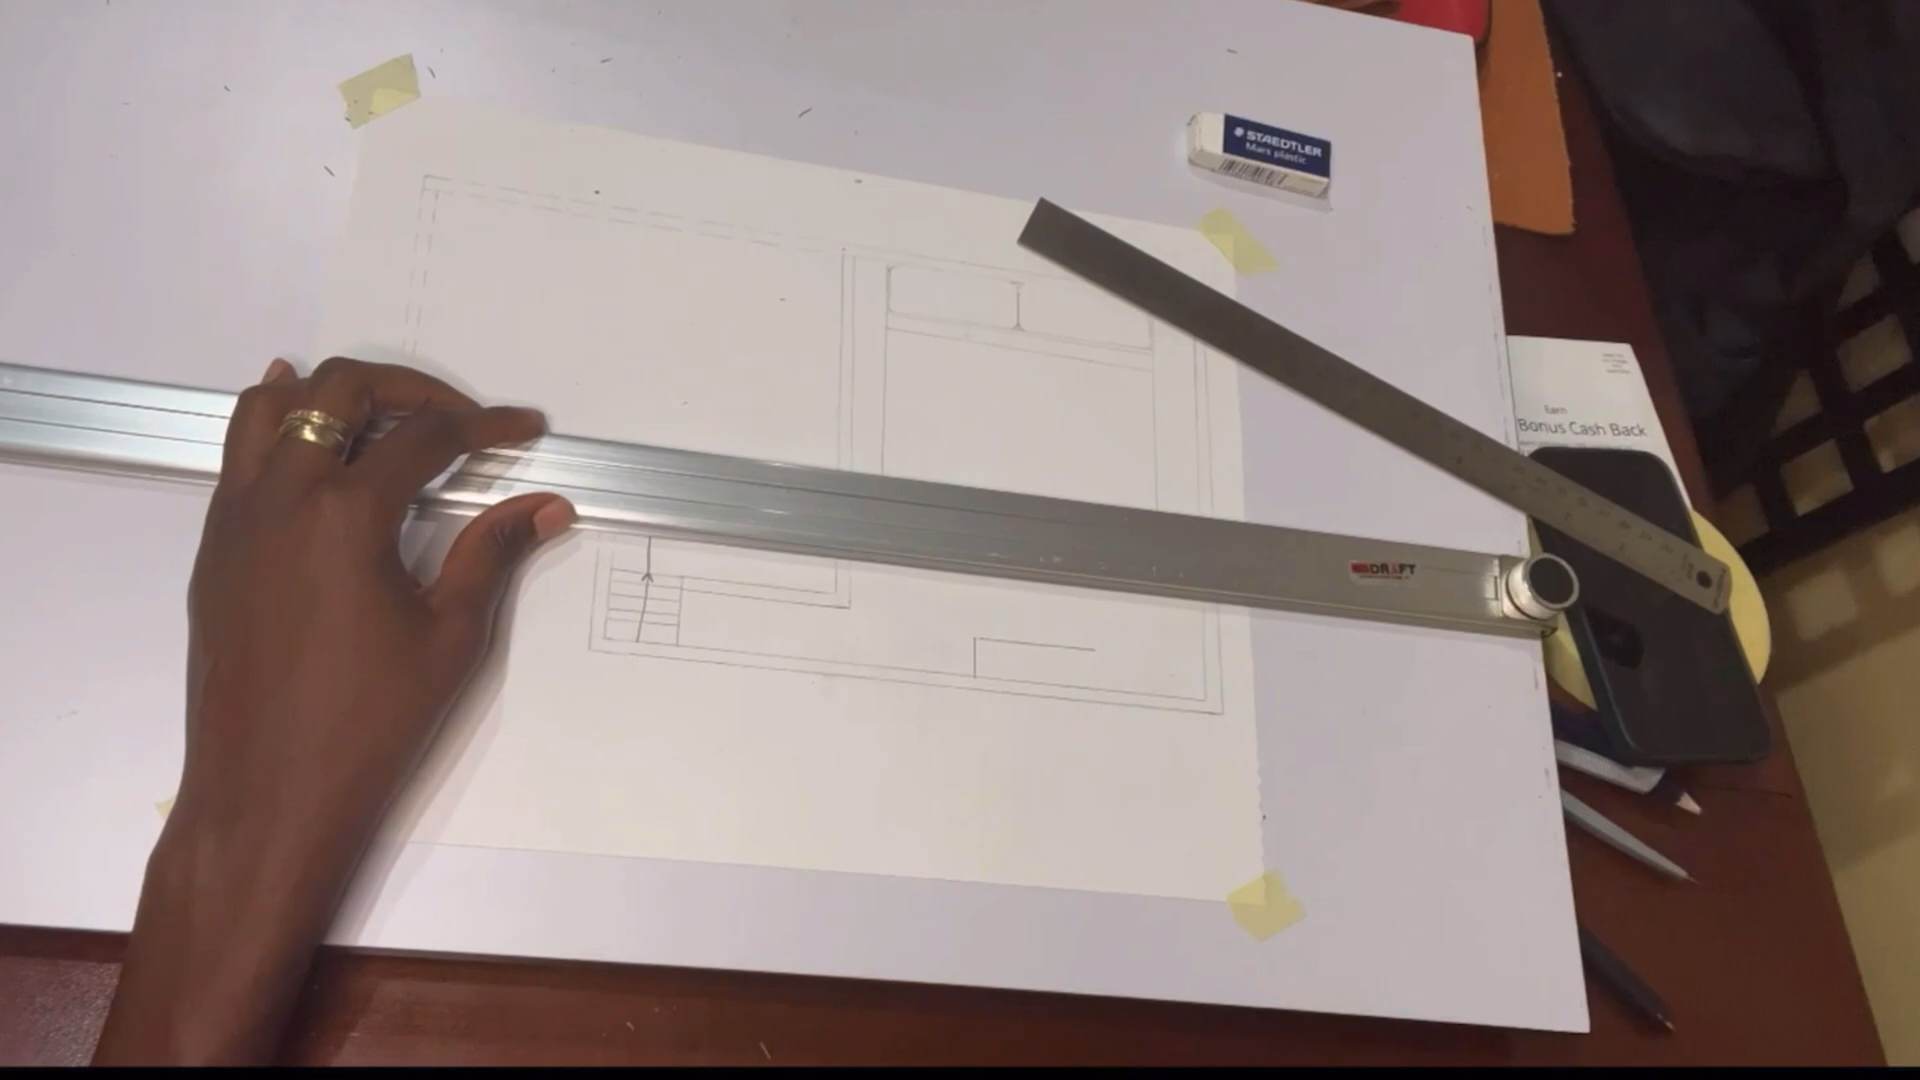 STAEDTLER
Mars plastic
Earn
Bonus Cash Back
DRAFT